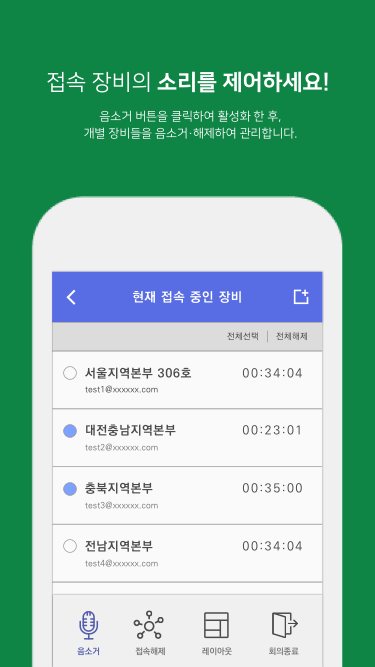 접속 장비의 소리를 제어하세요!
음소거 버튼을 클릭하여 활성화 한 후,
개별 장비들을 음소거·해제하여 관리합니다.
현재 접속 중인 장비
전체선택 | 전체해제
서울지역본부 306호 00:34:04
test1@xxxxxx.com
대전충남지역본부 00:23:01
test2@xxxxxx.com
충북지역본부 00:35:00
test3@xxxxxx.com
전남지역본부 00:34:04
test4@xxxxxx.com
음소거 접속해제 레이아웃 회의종료